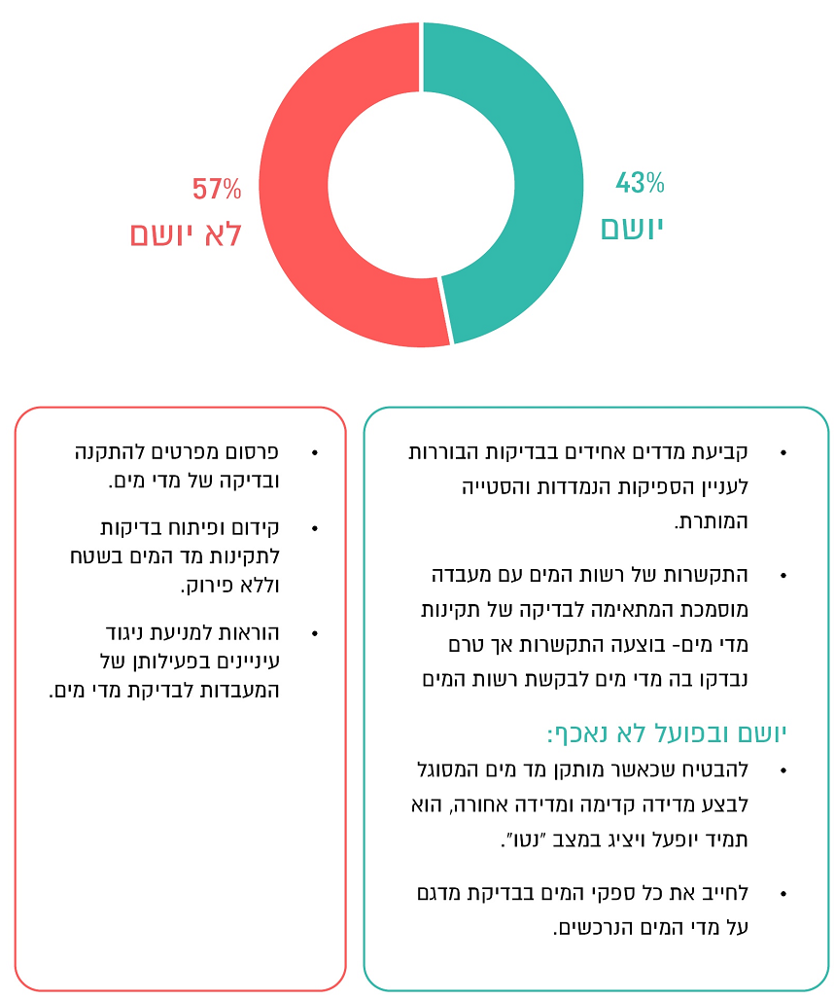 43%
יושם
57%
לא יושם
• קביעת מדדים אחידים בבדיקות הבוררות
לעניין הספיקות הנמדדות והסטייה
המותרת.
• התקשרות של רשות המים עם מעבדה
מוסמכת המתאימה לבדיקה של תקינות
מדי מים- בוצעה התקשרות אך טרם
נבדקו בה מדי מים לבקשת רשות המים
יושם ובפועל לא נאכף:
• להבטיח שכאשר מותקן מד מים המסוגל
לבצע מדידה קדימה ומדידה אחורה, הוא
תמיד יופעל ויציג במצב "נטו".
• לחייב את כל ספקי המים בבדיקת מדגם
על מדי המים הנרכשים.
• פרסום מפרטים להתקנה
ובדיקה של מדי מים.
• קידום ופיתוח בדיקות
לתקינות מד המים בשטח
וללא פירוק.
• הוראות למניעת ניגוד
עיניינים בפעילותן של
המעבדות לבדיקת מדי מים.